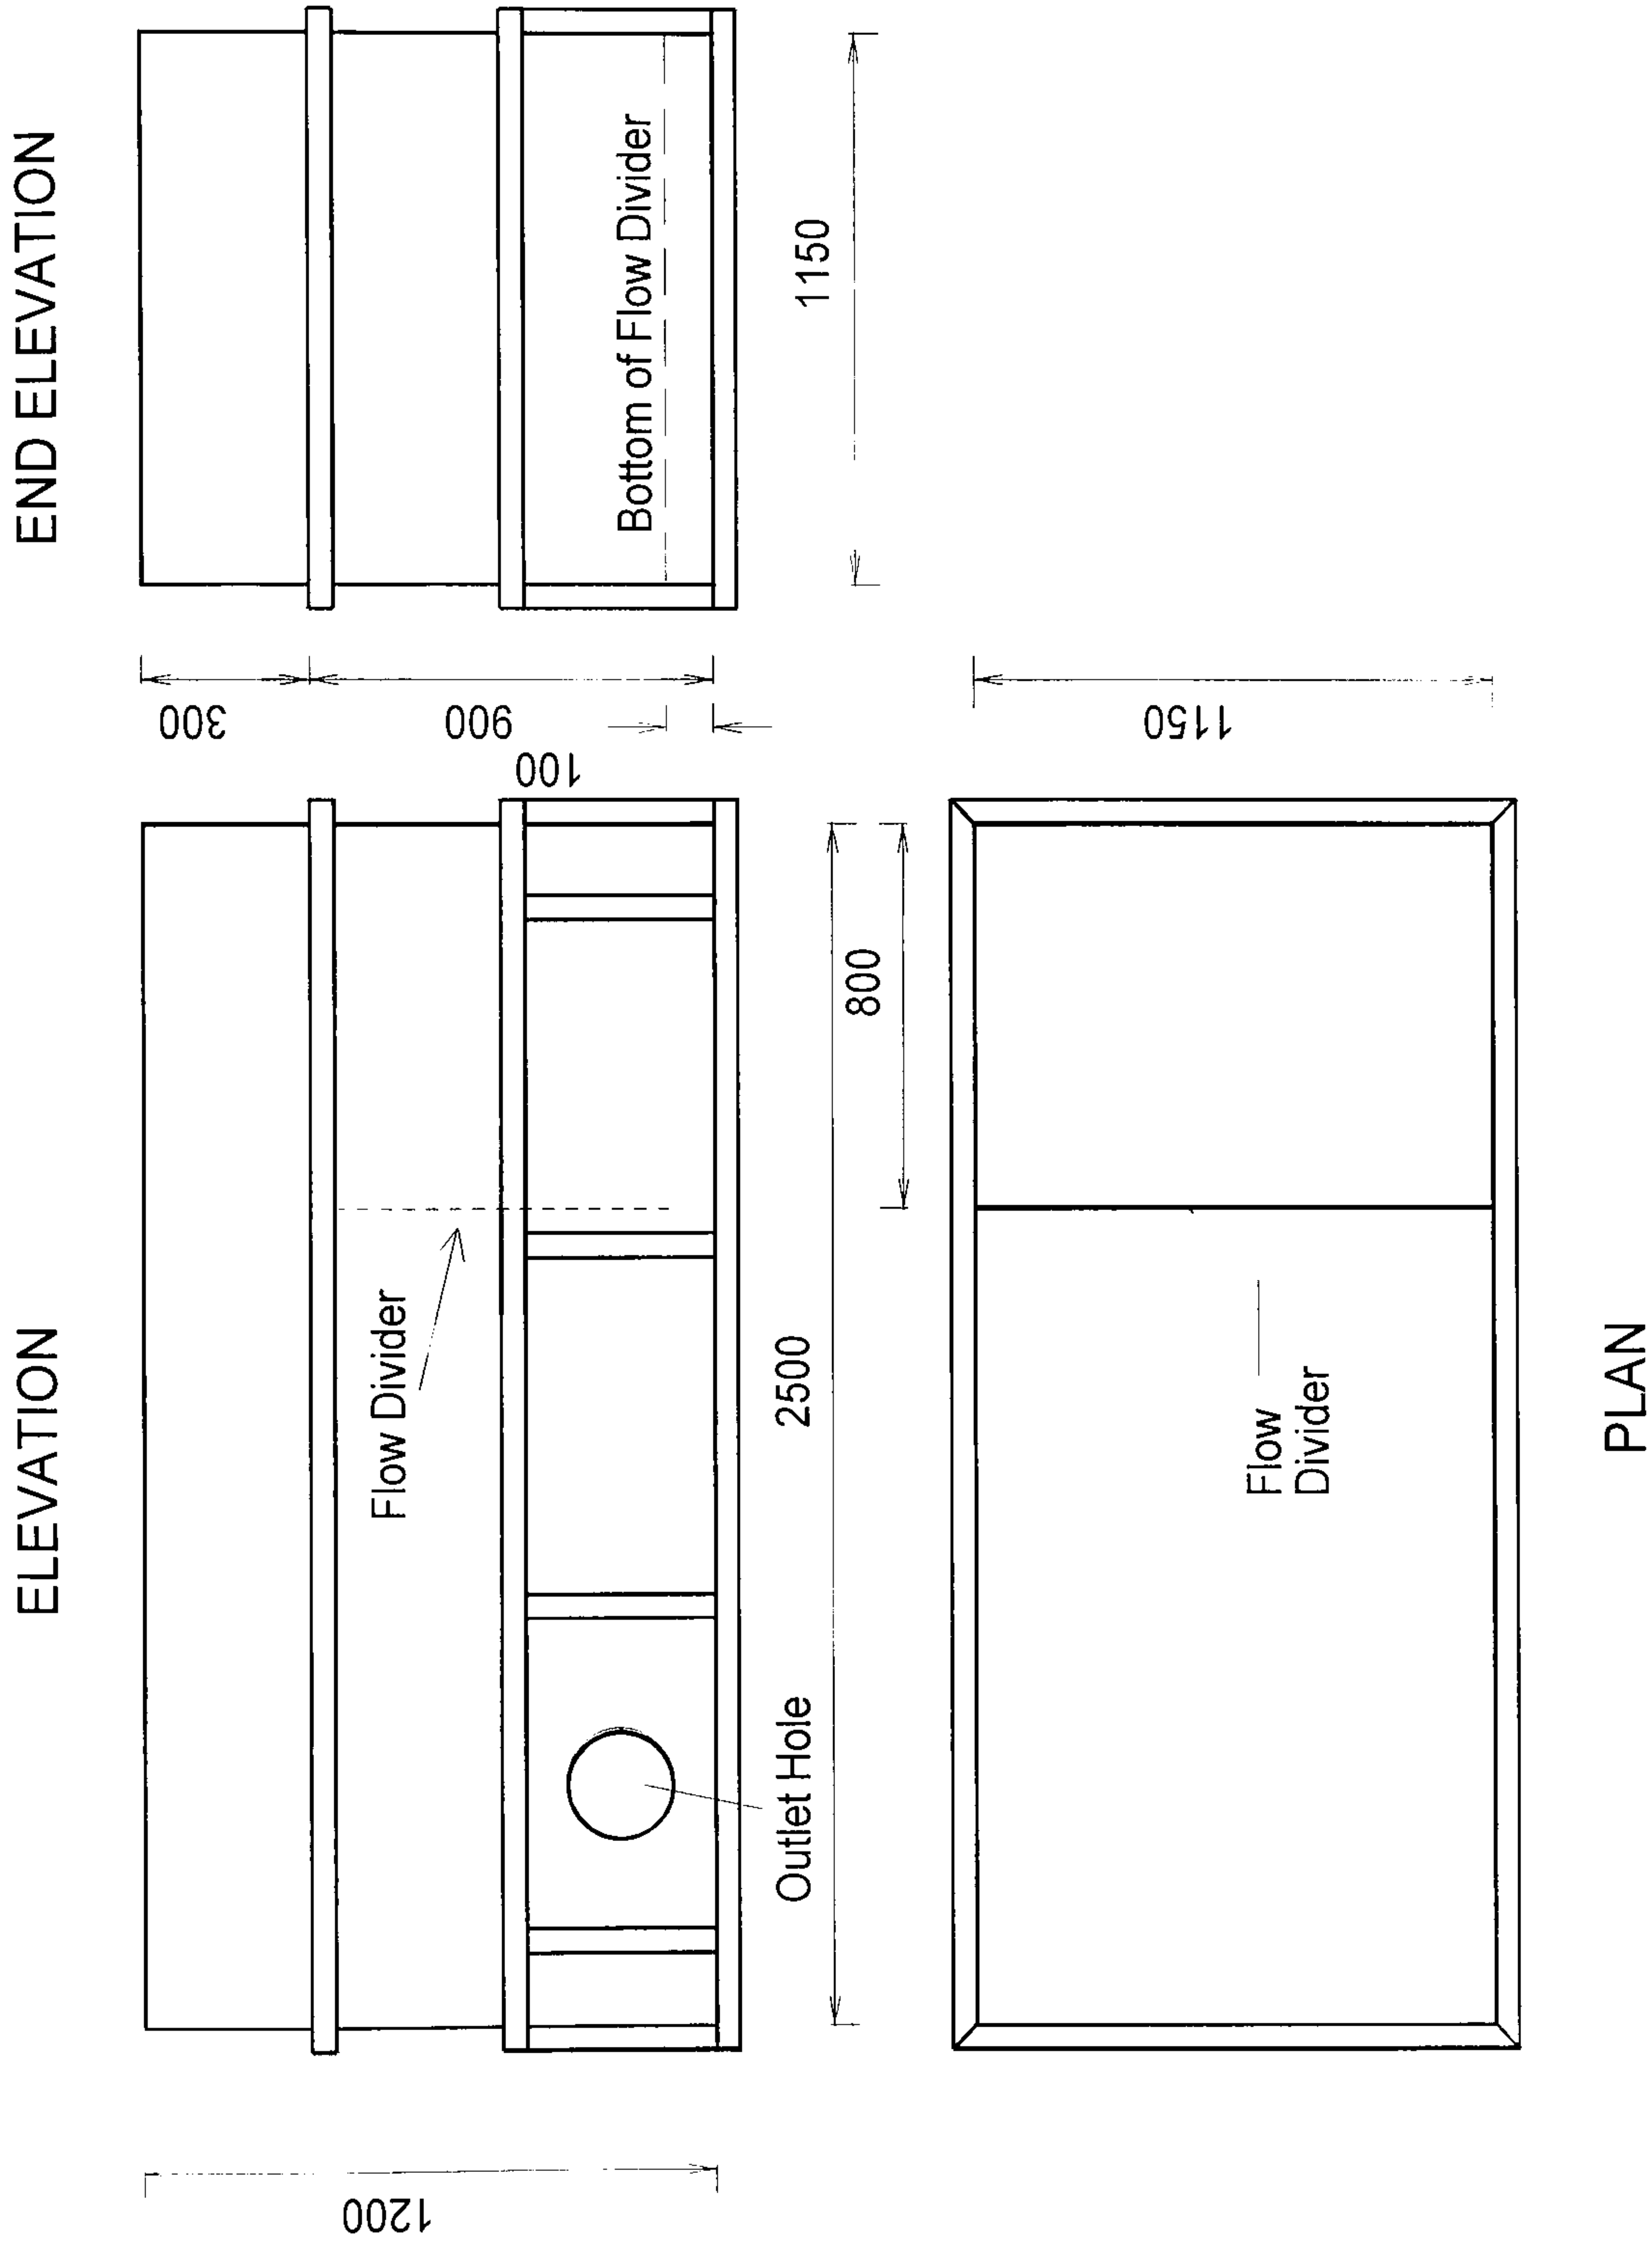 ELEVATION
END ELEVATION
Flow Divider
Bottom of Flow Divider
300
900
100
1200
Outlet Hole
2500
800
1150
1150
Flow
Divider
PLAN